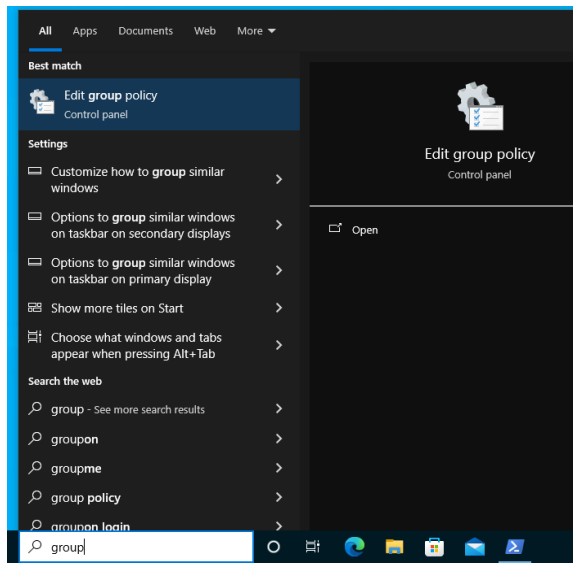 All Apps Documents Web More
Best match
Edit group policy
Control panel
Settings
Customize how to group similar
windows
Options to group similar windows
on taskbar on secondary displays
Options to group similar windows
on taskbar on primary display
Show more tiles on Start
Choose what windows and tabs
appear when pressing Alt+Tab
Search the web
group - See more search results
groupon
groupme
group policy
groupon login
group
Edit group policy
Control panel
Open